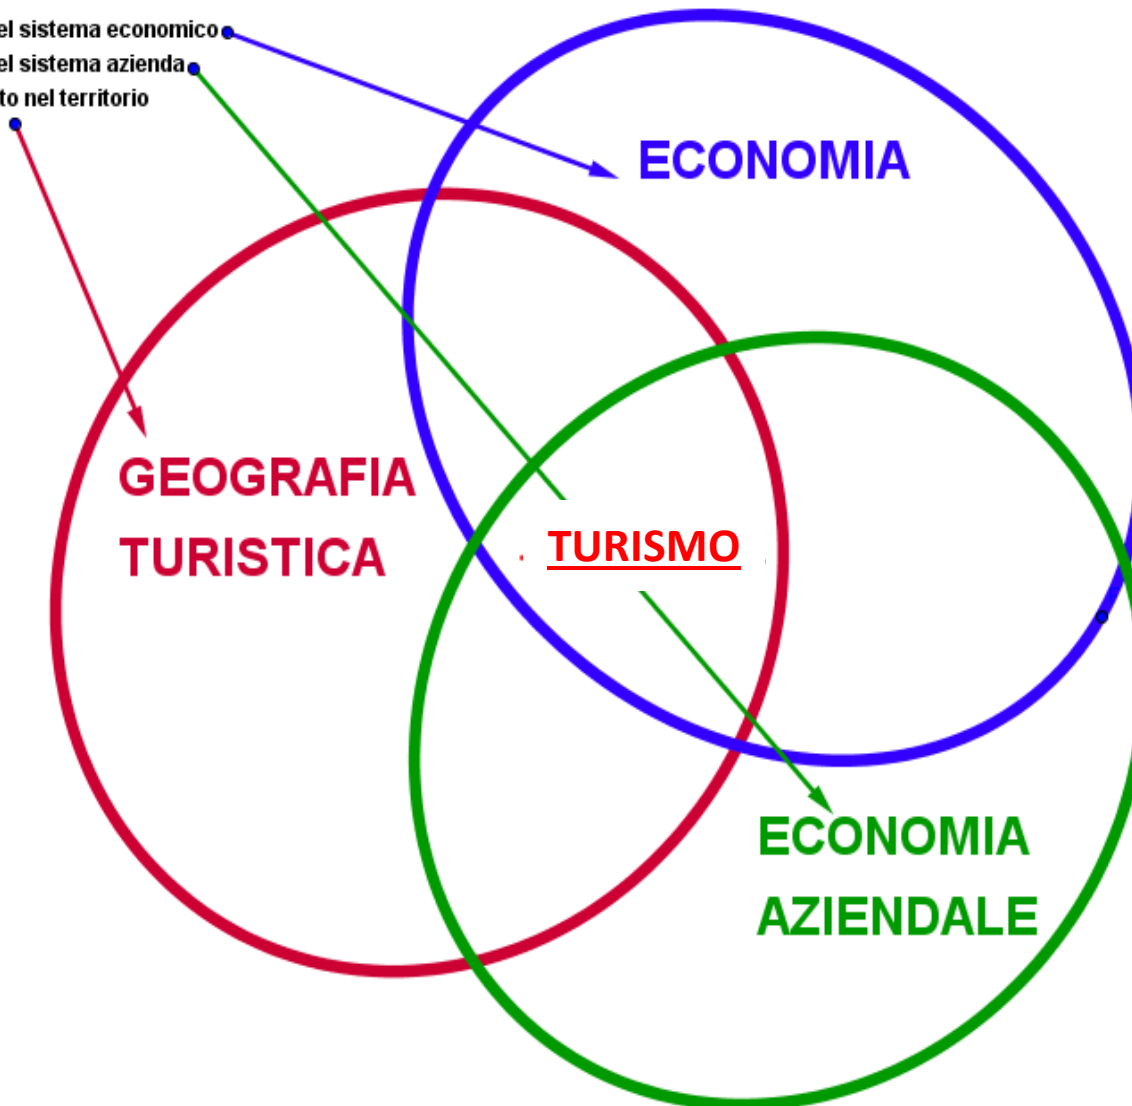 el sistema economico
el sistema azienda
to nel territorio
ECONOMIA
GEOGRAFIA
TURISTICA
TURISMO
ECONOMIA
AZIENDALE